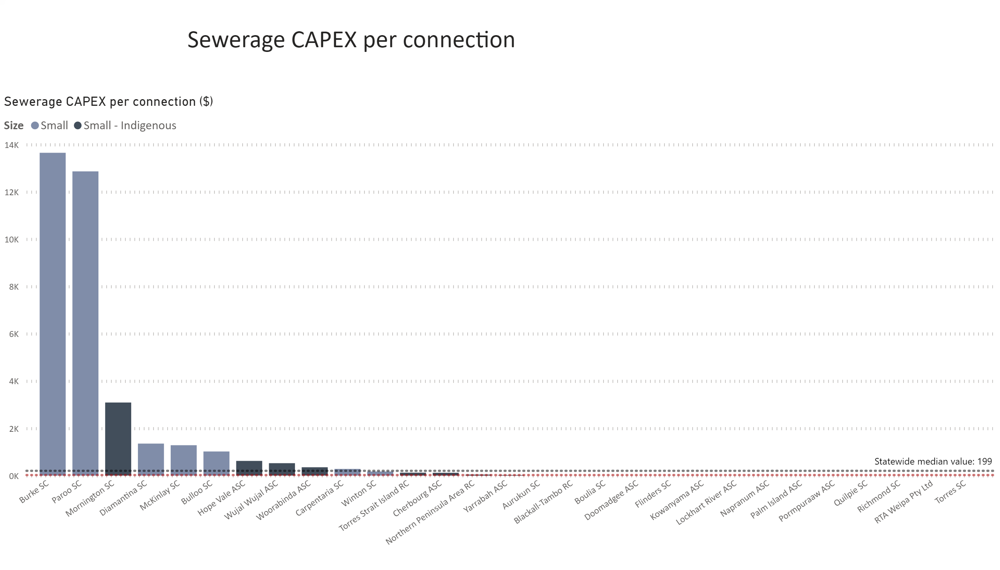 Sewerage CAPEX per connection
Sewerage CAPEX per connection ($)
Size Small Small - Indigenous
14K
12K
10K
8K
6K
4K
2K
0K
Statewide median value: 199
Burke SC
Paroo SC
Mornington SC
Diamantina SC
McKinlay SC
Bulloo SC
Hope Vale ASC
Wujal Wujal ASC
Woorabinda ASC
Carpentaria SC
Winton SC
Torres Strait Island RC
Cherbourg ASC
Northern Peninsula Area RC
Yarrabah ASC
Aurukun SC
Blackall-Tambo RC
Boulia SC
Doomadgee ASC
Flinders SC
Kowanyama ASC
Lockhart River ASC
Napranum ASC
Palm Island ASC
Pormpuraaw ASC
Quilpie SC
Richmond SC
RTA Weipa Pty Ltd
Torres SC